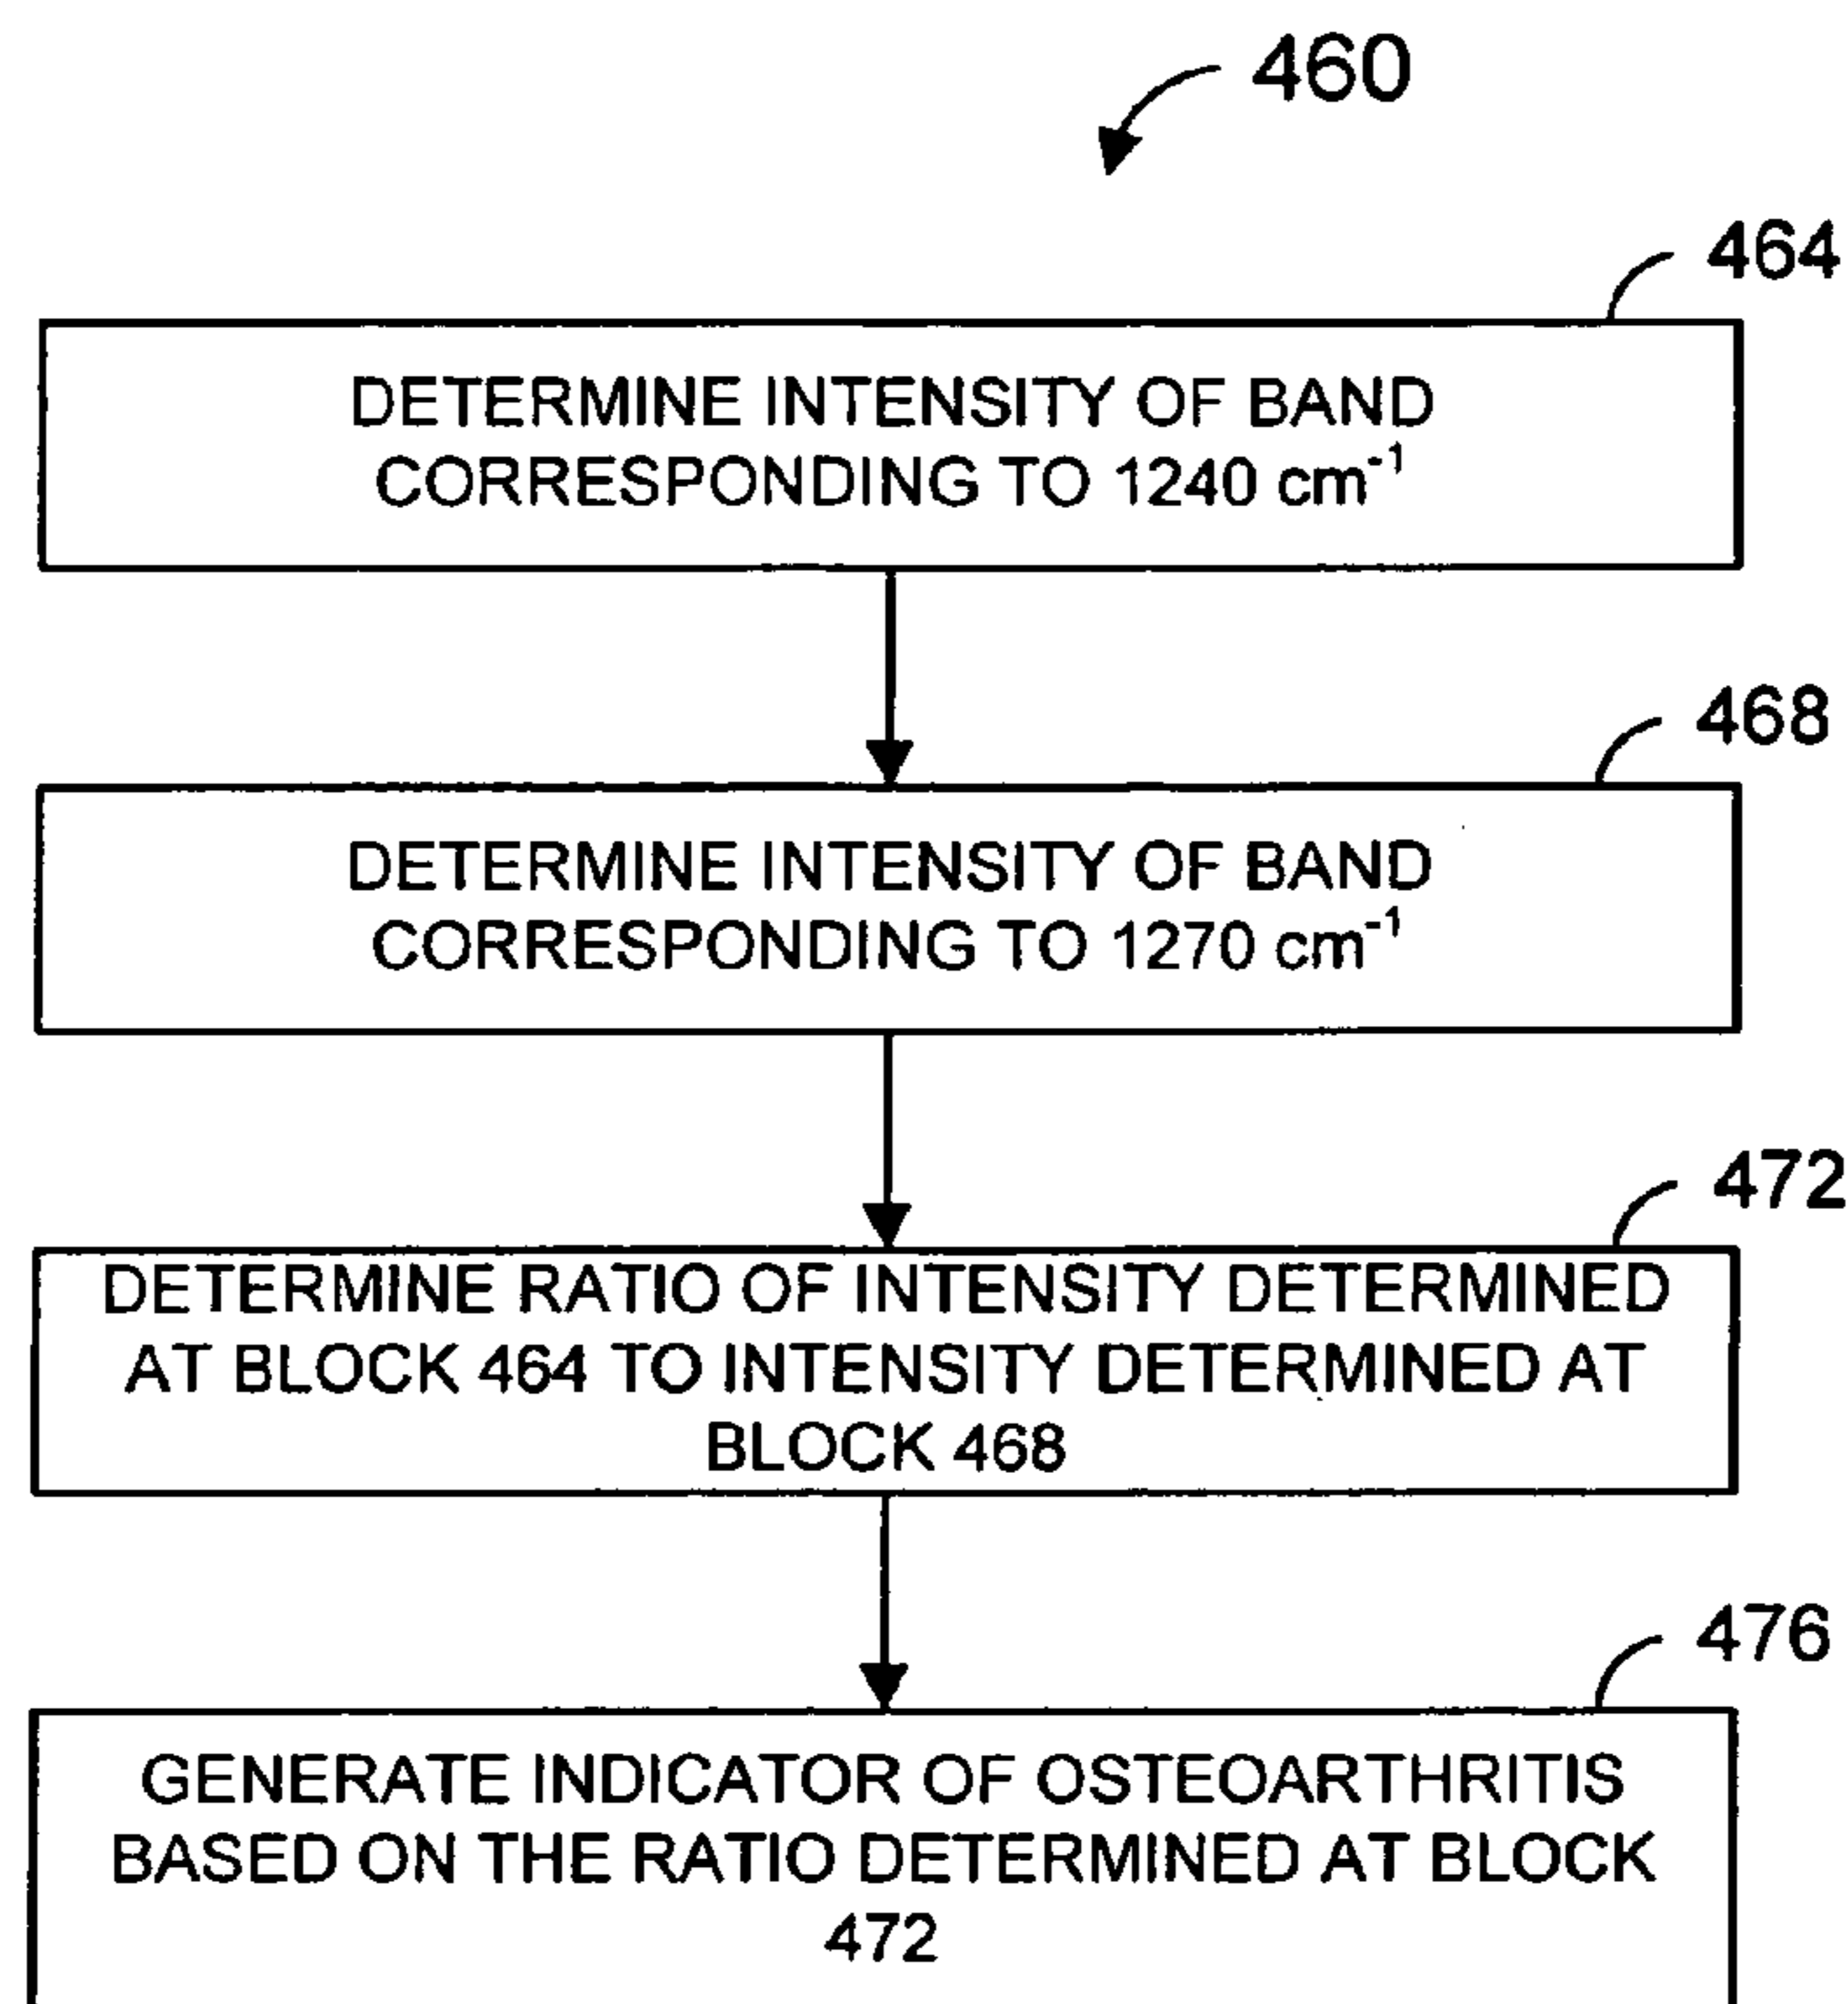 460
464
DETERMINE INTENSITY OF BAND
CORRESPONDING TO 1240 cm⁻¹
468
DETERMINE INTENSITY OF BAND
CORRESPONDING TO 1270 cm⁻¹
472
DETERMINE RATIO OF INTENSITY DETERMINED
AT BLOCK 464 TO INTENSITY DETERMINED AT
BLOCK 468
476
GENERATE INDICATOR OF OSTEOARTHRITIS
BASED ON THE RATIO DETERMINED AT BLOCK
472